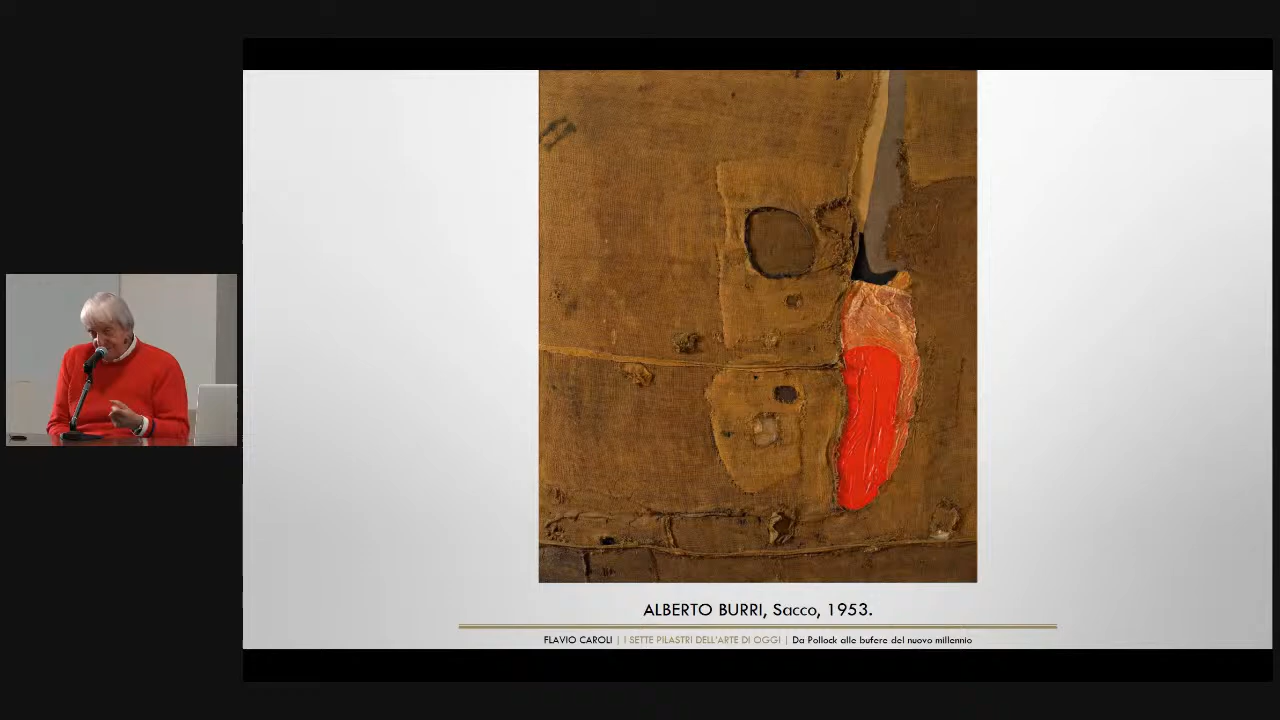 ALBERTO BURRI, Sacco, 1953.
FLAVIO CAROLI | I SETTE PILASTRI DELL'ARTE DI OGGI | Da Pollock alle bufere del nuovo millennio